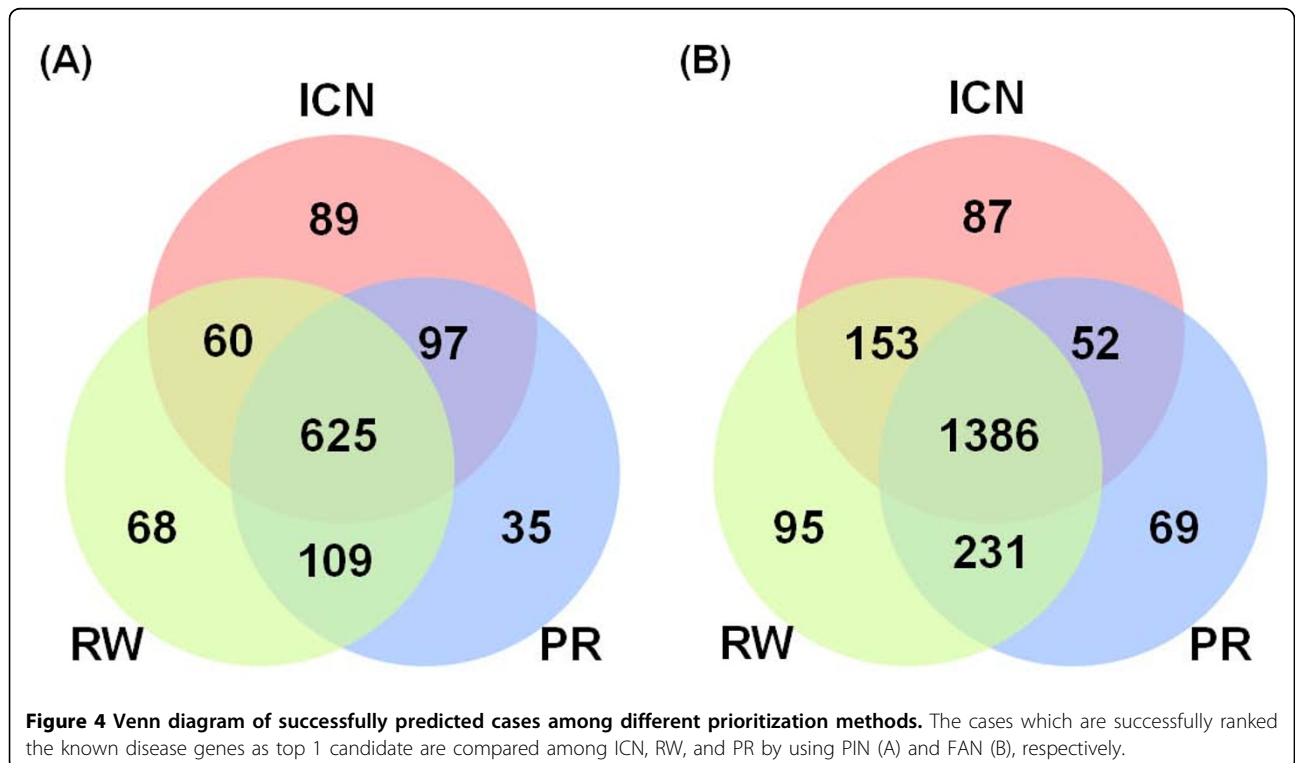 (A)
ICN
89
60
97
625
68
35
109
RW
PR
(B)
ICN
87
153
52
1386
95
69
231
RW
PR
Figure 4 Venn diagram of successfully predicted cases among different prioritization methods. The cases which are successfully ranked
the known disease genes as top 1 candidate are compared among ICN, RW, and PR by using PIN (A) and FAN (B), respectively.